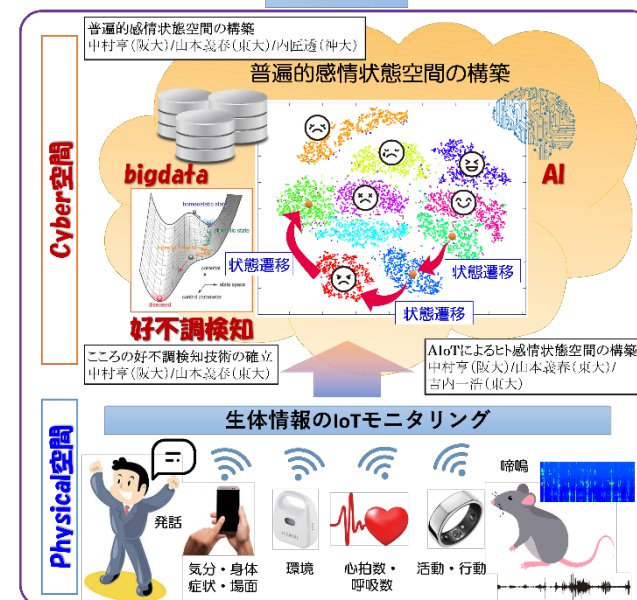 普遍的感情状態空間の構築
中村亨(阪大)/山本義春(東大)/内匠透(神大)
普遍的感情状態空間の構築
Cyber空間
bigdata
AI
homeostatic state
potential
state space
control parameter
diseased
状態遷移
状態遷移
状態遷移
好不調検知
こころの好不調検知技術の確立
中村亨(阪大)/山本義春(東大)
AIoTによるヒト感情状態空間の構築
中村亨(阪大)/山本義春(東大)/
吉内一浩(東大)
Physical空間
生体情報のIoTモニタリング
発話
気分・身体
症状・場面
環境
心拍数・
呼吸数
活動・行動
啼鳴